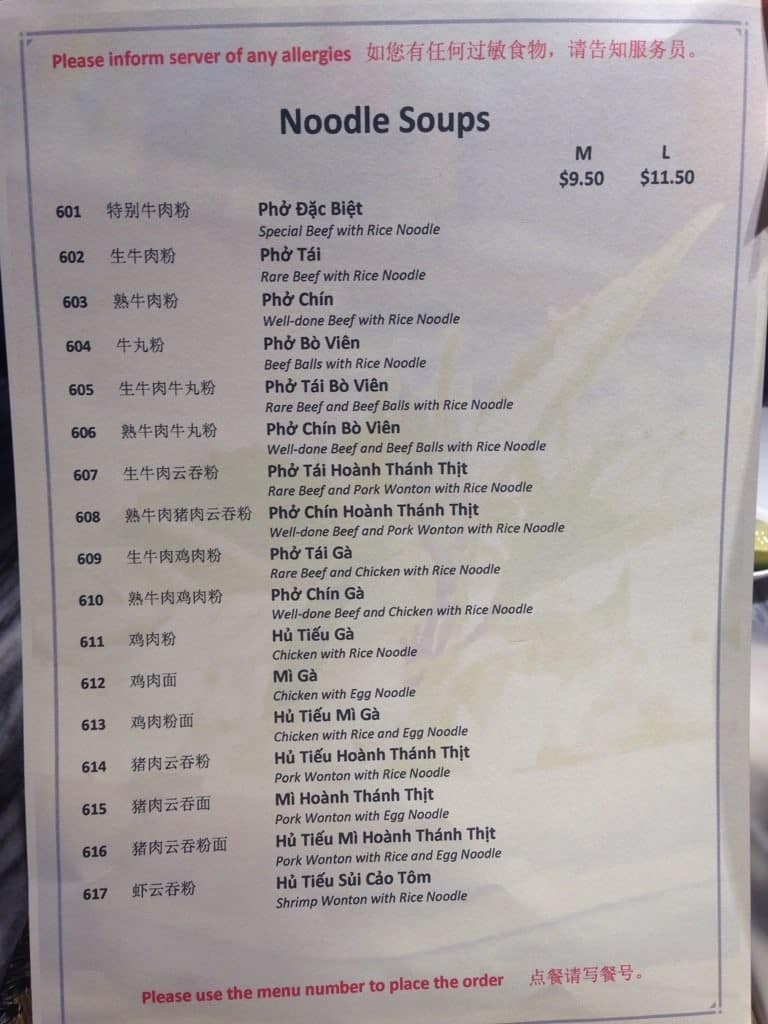 Please inform server of any allergies 如您有任何过敏食物，请告知服务员。
Noodle Soups
M L
$9.50 $11.50
601 特别牛肉粉 Phở Đặc Biệt
Special Beef with Rice Noodle
602 生牛肉粉 Phở Tái
Rare Beef with Rice Noodle
603 熟牛肉粉 Phở Chín
Well-done Beef with Rice Noodle
604 牛丸粉 Phở Bò Viên
Beef Balls with Rice Noodle
605 生牛肉牛丸粉 Phở Tái Bò Viên
Rare Beef and Beef Balls with Rice Noodle
606 熟牛肉牛丸粉 Phở Chín Bò Viên
Well-done Beef and Beef Balls with Rice Noodle
607 生牛肉云吞粉 Phở Tái Hoành Thánh Thịt
Rare Beef and Pork Wonton with Rice Noodle
608 熟牛肉猪肉云吞粉 Phở Chín Hoành Thánh Thịt
Well-done Beef and Pork Wonton with Rice Noodle
609 生牛肉鸡肉粉 Phở Tái Gà
Rare Beef and Chicken with Rice Noodle
610 熟牛肉鸡肉粉 Phở Chín Gà
Well-done Beef and Chicken with Rice Noodle
611 鸡肉粉 Hủ Tiếu Gà
Chicken with Rice Noodle
612 鸡肉面 Mì Gà
Chicken with Egg Noodle
613 鸡肉粉面 Hủ Tiếu Mì Gà
Chicken with Rice and Egg Noodle
614 猪肉云吞粉 Hủ Tiếu Hoành Thánh Thịt
Pork Wonton with Rice Noodle
615 猪肉云吞面 Mì Hoành Thánh Thịt
Pork Wonton with Egg Noodle
616 猪肉云吞粉面 Hủ Tiếu Mì Hoành Thánh Thịt
Pork Wonton with Rice and Egg Noodle
617 虾云吞粉 Hủ Tiếu Sủi Cảo Tôm
Shrimp Wonton with Rice Noodle
Please use the menu number to place the order 点餐请写餐号。